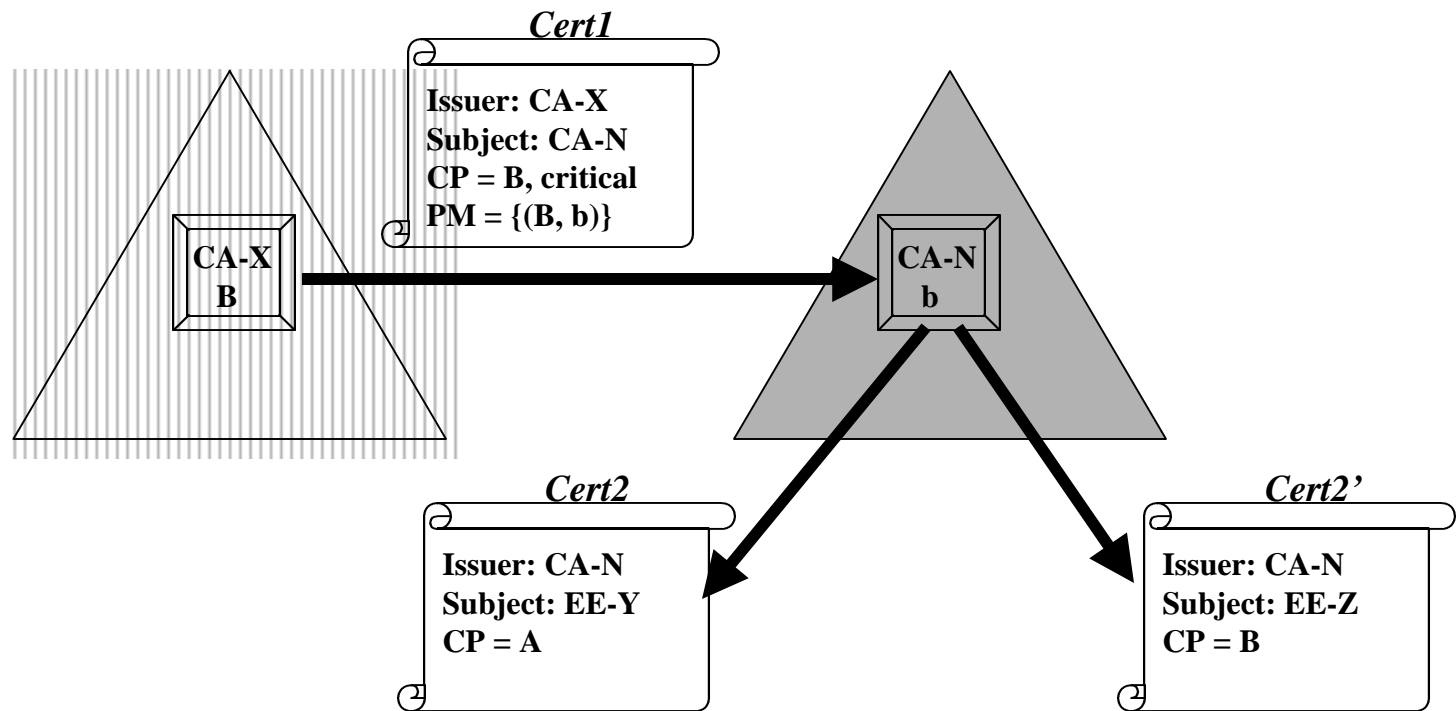 Cert1
Issuer: CA-X
Subject: CA-N
CP = B, critical
PM = {(B, b)}
CA-X
B
CA-N
b
Cert2
Issuer: CA-N
Subject: EE-Y
CP = A
Cert2’
Issuer: CA-N
Subject: EE-Z
CP = B